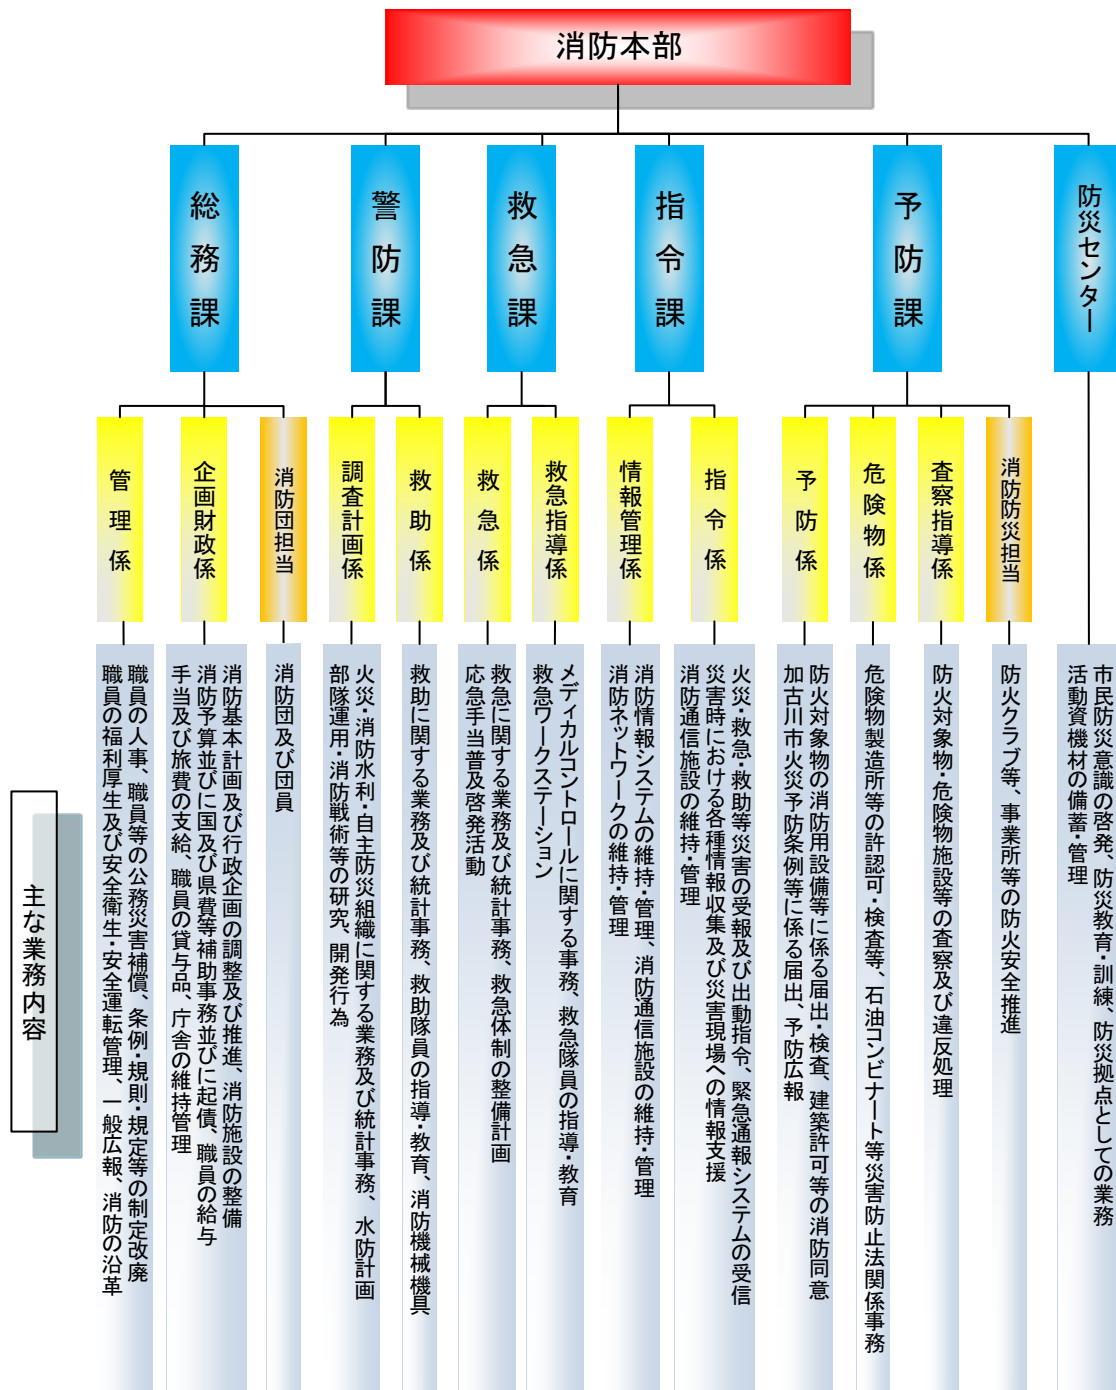 消防本部
総務課
警防課
救急課
指令課
予防課
防災センター
管理係
企画財政係
消防団担当
調査計画係
救助係
救急係
救急指導係
情報管理係
指令係
予防係
危険物係
査察指導係
消防防災担当
主な業務内容
職員の人事、職員等の公務災害補償、条例・規則・規定等の制定改廃
職員の福利厚生及び安全衛生・安全運転管理、一般広報、消防の沿革
消防基本計画及び行政企画の調整及び推進、消防施設の整備
消防予算並びに国及び県費等補助事務並びに起債、職員の給与
手当及び旅費の支給、職員の貸与品、庁舎の維持管理
消防団及び団員
火災・消防水利・自主防災組織に関する業務及び統計事務、水防計画
部隊運用・消防戦術等の研究、開発行為
救助に関する業務及び統計事務、救助隊員の指導・教育、消防機械機具
救急に関する業務及び統計事務、救急体制の整備計画
応急手当普及啓発活動
メディカルコントロールに関する事務、救急隊員の指導・教育
救急ワークステーション
消防情報システムの維持・管理、消防通信施設の維持・管理
消防ネットワークの維持・管理
火災・救急・救助等災害の受報及び出動指令、緊急通報システムの受信
災害時における各種情報収集及び災害現場への情報支援
消防通信施設の維持・管理
防火対象物の消防用設備等に係る届出・検査、建築許可等の消防同意
加古川市火災予防条例等に係る届出、予防広報
危険物製造所等の許認可・検査等、石油コンビナート等災害防止法関係事務
防火対象物・危険物施設等の査察及び違反処理
防火クラブ等、事業所等の防火安全推進
市民防災意識の啓発、防災教育・訓練、防災拠点としての業務
活動資機材の備蓄・管理